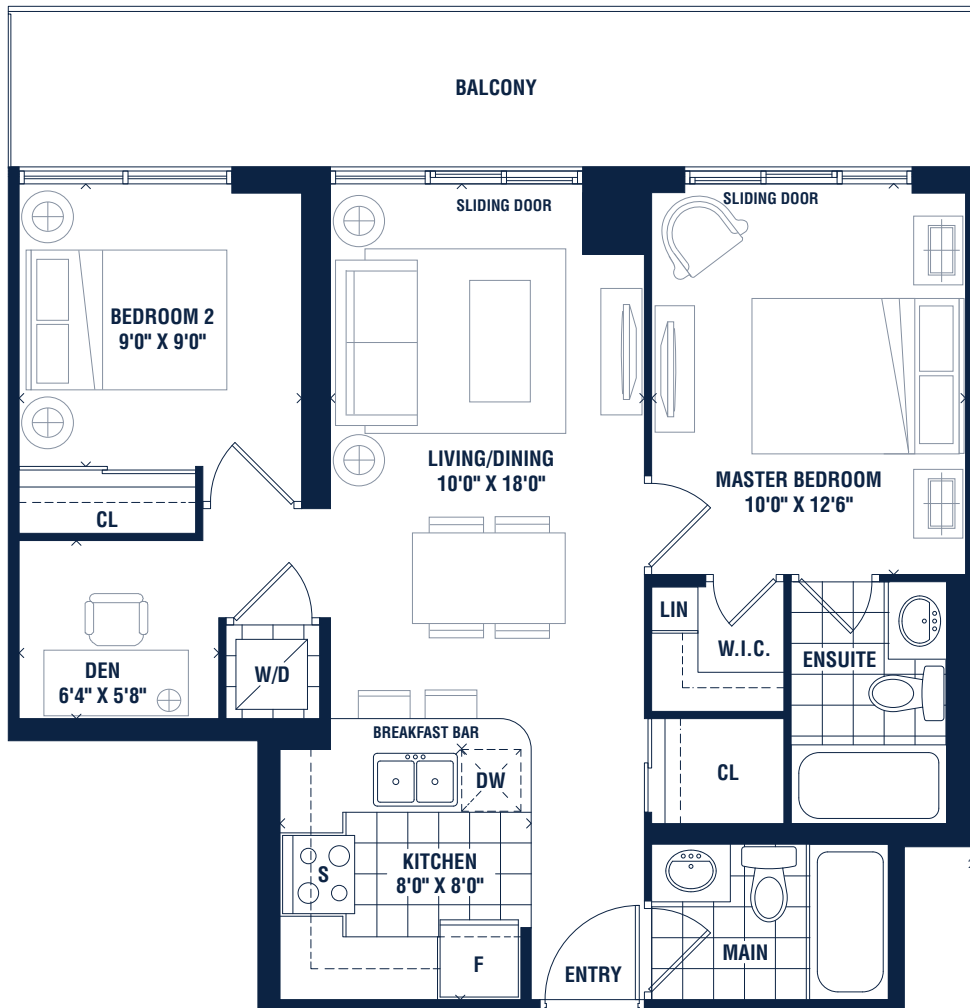 BALCONY
SLIDING DOOR
SLIDING DOOR
BEDROOM 2
9'0" X 9'0"
LIVING/DINING
10'0" X 18'0"
MASTER BEDROOM
10'0" X 12'6"
CL
LIN
W.I.C.
ENSUITE
DEN
6'4" X 5'8"
W/D
BREAKFAST BAR
DW
CL
S
KITCHEN
8'0" X 8'0"
F
ENTRY
MAIN